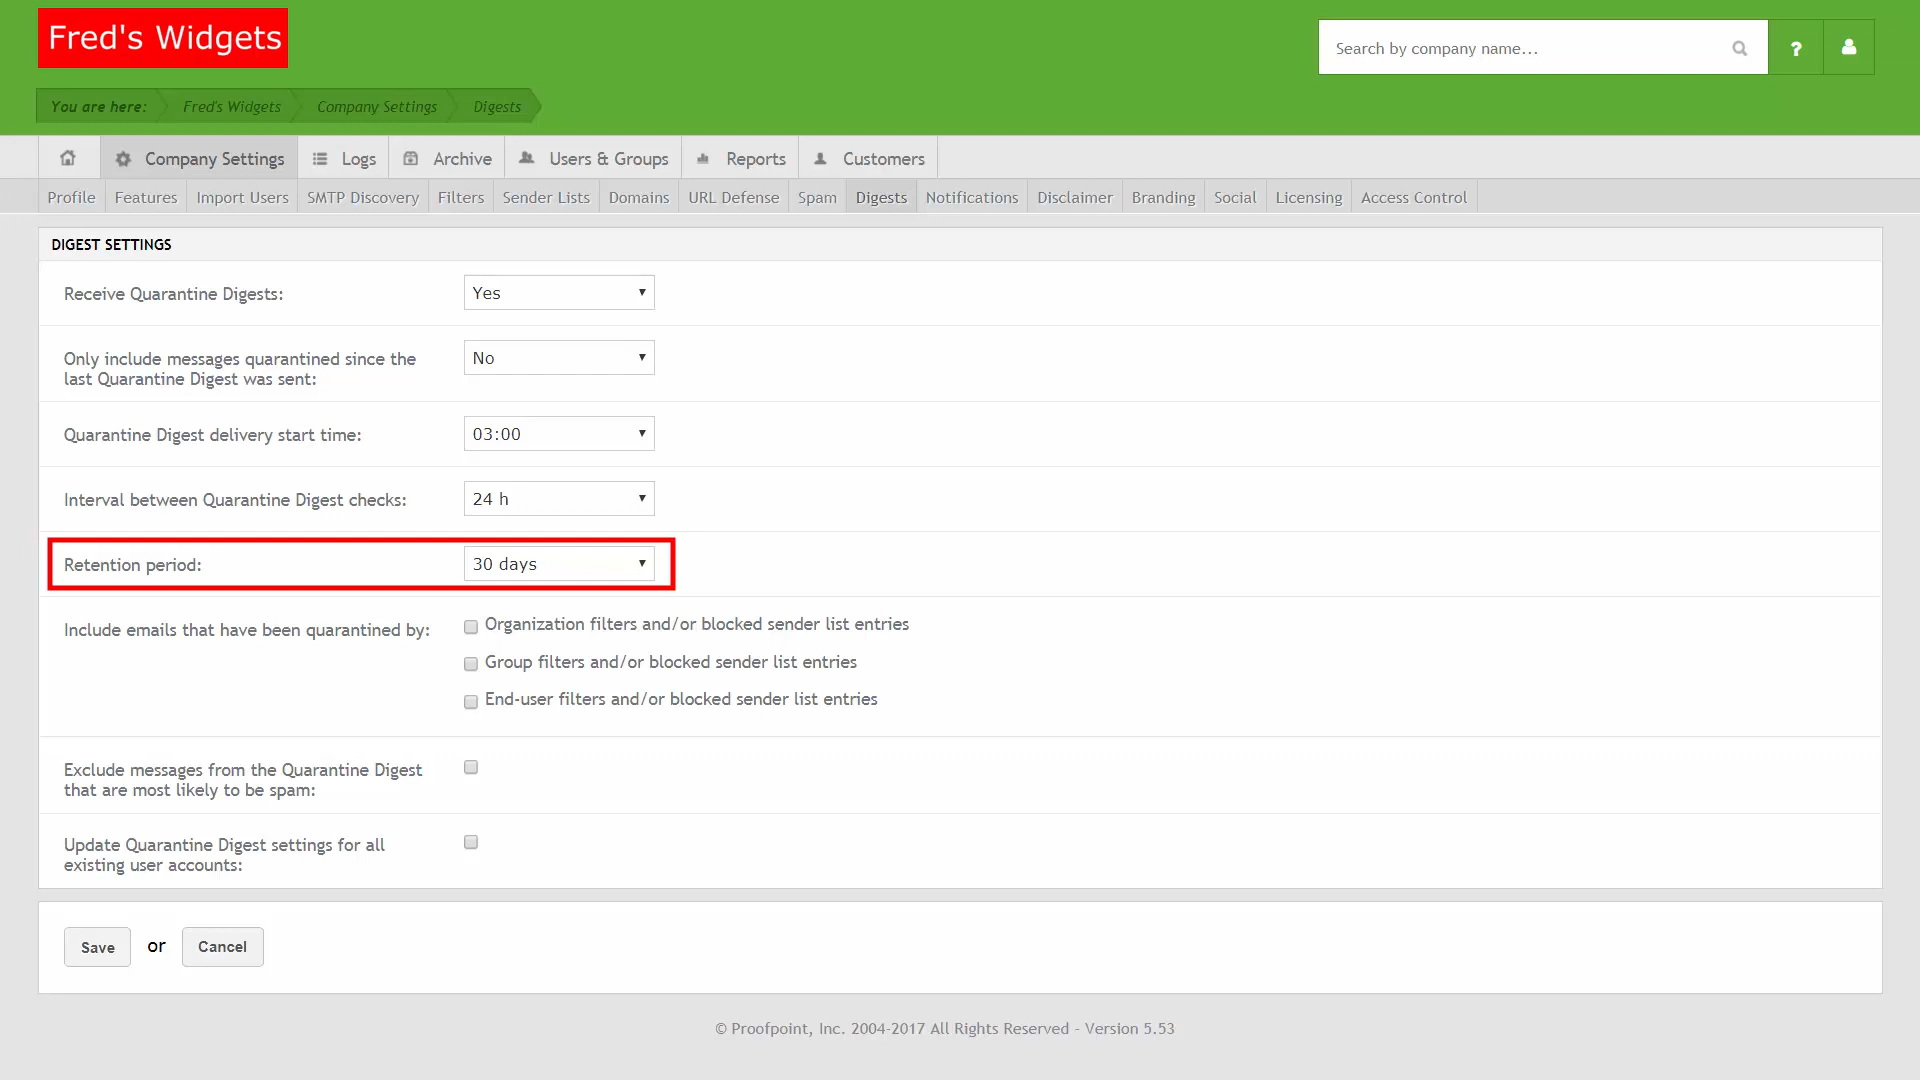 Fred's Widgets
Search by company name...
?
You are here: Fred's Widgets Company Settings Digests
Company Settings Logs Archive Users & Groups Reports Customers
Profile Features Import Users SMTP Discovery Filters Sender Lists Domains URL Defense Spam Digests Notifications Disclaimer Branding Social Licensing Access Control
DIGEST SETTINGS
Receive Quarantine Digests: Yes
Only include messages quarantined since the
last Quarantine Digest was sent: No
Quarantine Digest delivery start time: 03:00
Interval between Quarantine Digest checks: 24 h
Retention period: 30 days
Include emails that have been quarantined by:
Organization filters and/or blocked sender list entries
Group filters and/or blocked sender list entries
End-user filters and/or blocked sender list entries
Exclude messages from the Quarantine Digest
that are most likely to be spam:
Update Quarantine Digest settings for all
existing user accounts:
Save or Cancel
© Proofpoint, Inc. 2004-2017 All Rights Reserved - Version 5.53